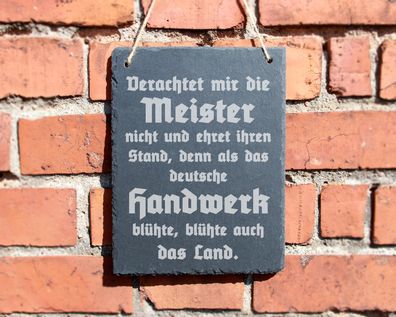 Verachtet mir die
Meister
nicht und ehret ihren
Stand, denn als das
deutsche
Handwerk
blühte, blühte auch
das Land.